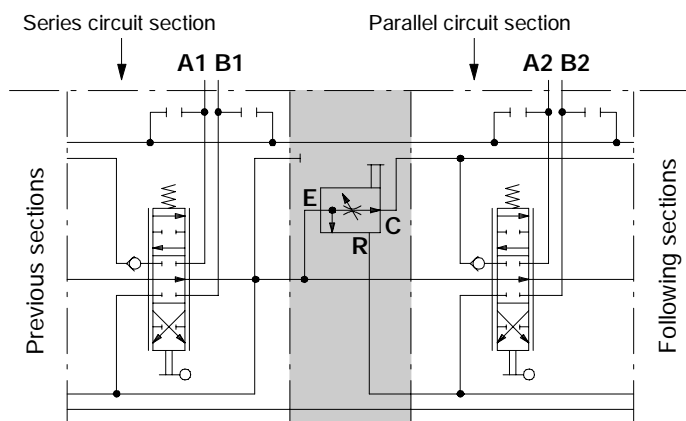 Series circuit section
Parallel circuit section
A1 B1
A2 B2
Previous sections
E
C
R
Following sections